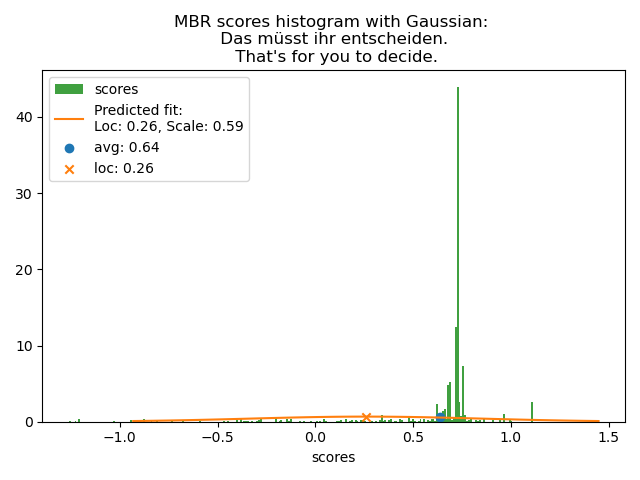 MBR scores histogram with Gaussian:
Das müsst ihr entscheiden.
That's for you to decide.
scores
Predicted fit:
Loc: 0.26, Scale: 0.59
avg: 0.64
loc: 0.26
40
30
20
10
0
−1.0
−0.5
0.0
0.5
1.0
1.5
scores